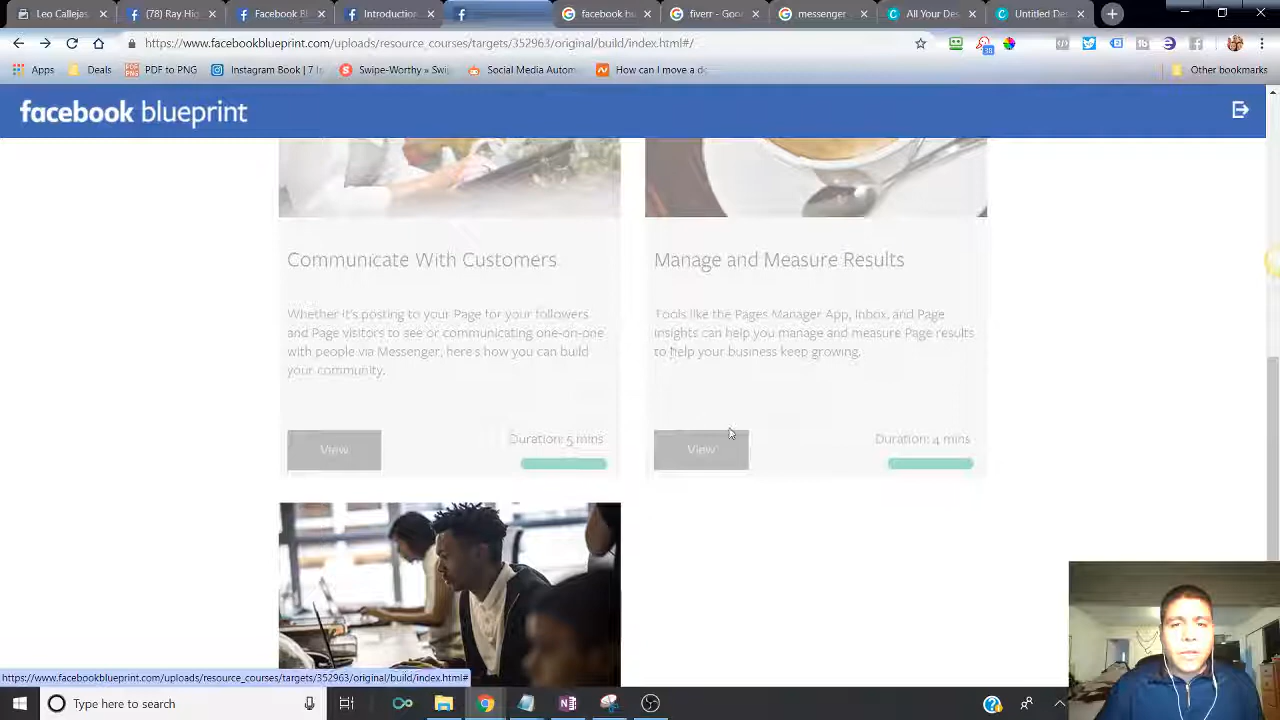 Leo Callejas
(78) Ray Hig
Facebook B
Introduction
facebook bu
fiverr - Goo
messenger
All Your Des
Untitled Des
https://www.facebookblueprint.com/uploads/resource_courses/targets/352963/original/build/index.html#/
38
Apps
Deals
PDF to PNG
Instagram Book | 7 I
Swipe-Worthy » Swi
Social Media Autom
How can I move a do
Other bookmarks
facebook blueprint
Communicate With Customers
Whether it's posting to your Page for your followers
and Page visitors to see or communicating one-on-one
with people via Messenger, here's how you can build
your community.
View
Duration: 5 mins
Manage and Measure Results
Tools like the Pages Manager App, Inbox, and Page
Insights can help you manage and measure Page results
to help your business keep growing.
View
Duration: 4 mins
https://www.facebookblueprint.com/uploads/resource_courses/targets/352963/original/build/index.html#
Type here to search